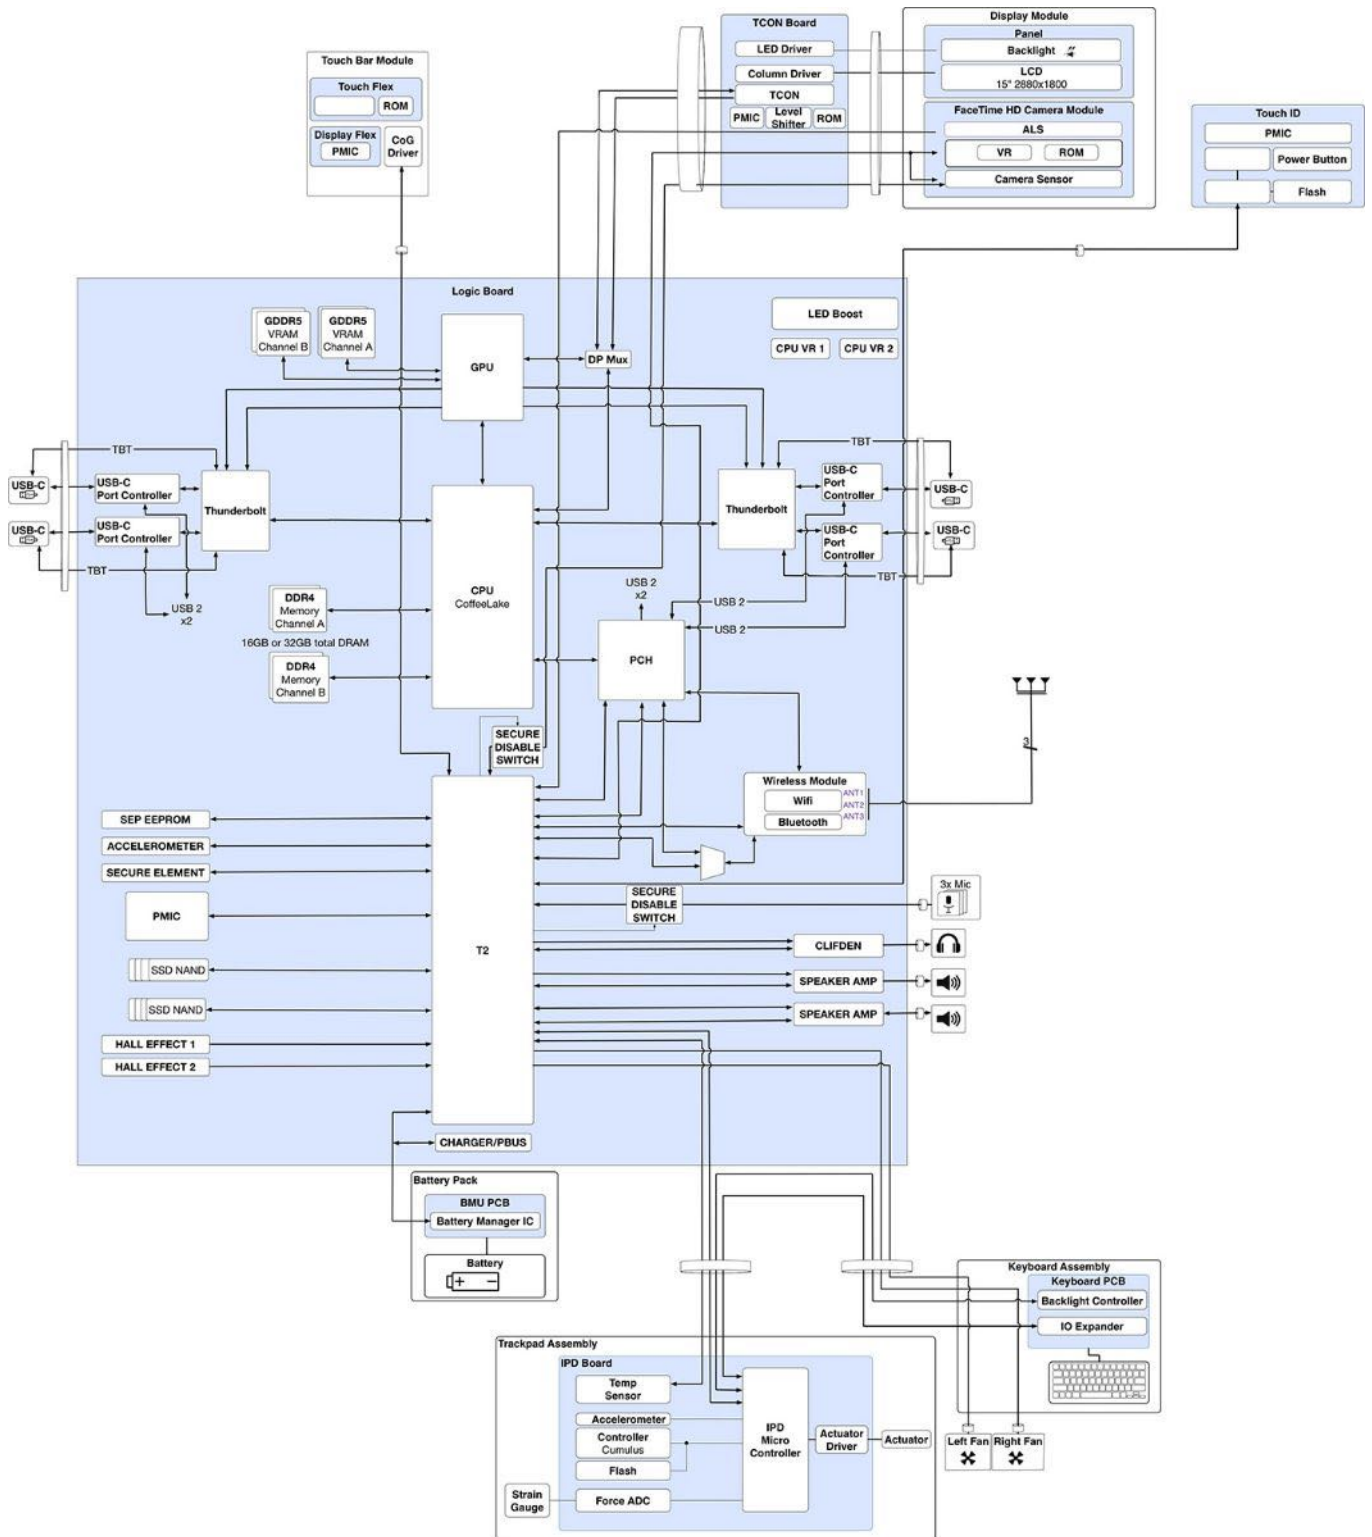 TCON Board
LED Driver
Column Driver
TCON
PMIC
Level
Shifter
ROM
Display Module
Panel
Backlight
LCD
15" 2880x1800
FaceTime HD Camera Module
ALS
VR
ROM
Camera Sensor
Touch Bar Module
Touch Flex
ROM
Display Flex
PMIC
CoG
Driver
Touch ID
PMIC
Power Button
Flash
Logic Board
GDDR5
VRAM
Channel B
GDDR5
VRAM
Channel A
GPU
DP Mux
LED Boost
CPU VR 1
CPU VR 2
TBT
USB-C
USB-C
Port Controller
USB-C
USB-C
Port Controller
Thunderbolt
TBT
USB 2
x2
CPU
CoffeeLake
DDR4
Memory
Channel A
16GB or 32GB total DRAM
DDR4
Memory
Channel B
TBT
Thunderbolt
USB-C
Port
Controller
USB-C
USB-C
Port
Controller
USB-C
TBT
USB 2
x2
USB 2
USB 2
PCH
SECURE
DISABLE
SWITCH
Wireless Module
Wifi
Bluetooth
ANT1
ANT2
ANT3
3
SEP EEPROM
ACCELEROMETER
SECURE ELEMENT
PMIC
SSD NAND
SSD NAND
HALL EFFECT 1
HALL EFFECT 2
T2
SECURE
DISABLE
SWITCH
3x Mic
CLIFDEN
SPEAKER AMP
SPEAKER AMP
CHARGER/PBUS
Battery Pack
BMU PCB
Battery Manager IC
Battery
+ −
Keyboard Assembly
Keyboard PCB
Backlight Controller
IO Expander
Left Fan
Right Fan
Trackpad Assembly
IPD Board
Temp
Sensor
Accelerometer
Controller
Cumulus
Flash
Strain
Gauge
Force ADC
IPD
Micro
Controller
Actuator
Driver
Actuator